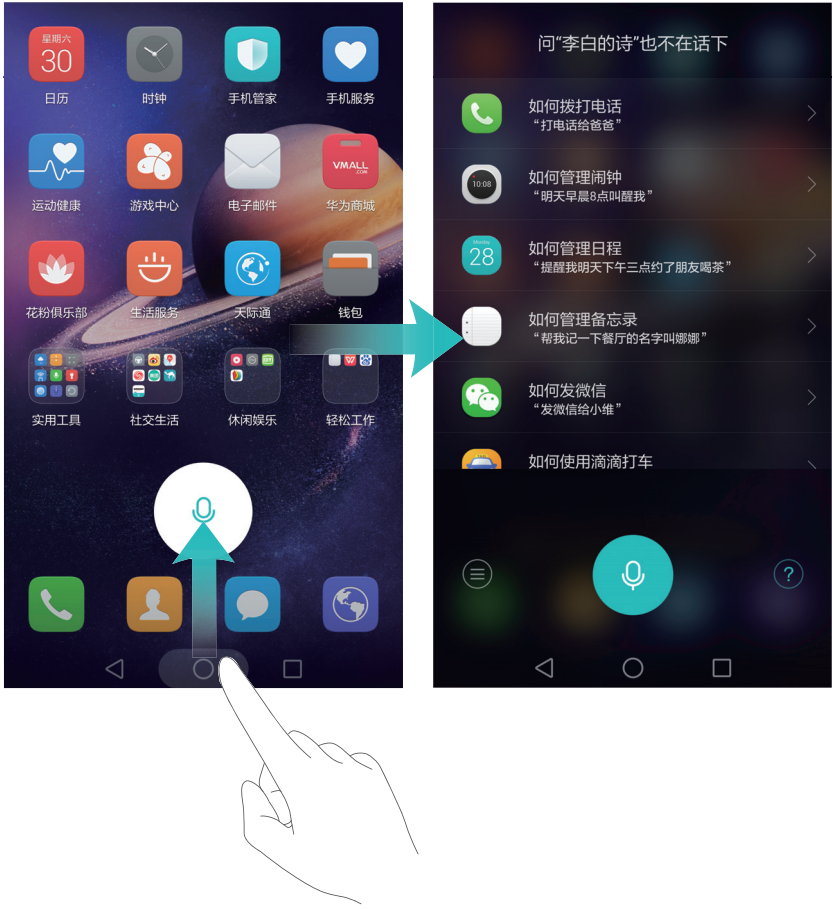 星期六
30
日历
时钟
手机管家
手机服务
VMALL
.COM
运动健康
游戏中心
电子邮件
华为商城
花粉俱乐部
生活服务
天际通
钱包
实用工具
社交生活
休闲娱乐
轻松工作
问“李白的诗”也不在话下
如何拨打电话
“打电话给爸爸”
10:08
如何管理闹钟
“明天早晨8点叫醒我”
Monday
28
如何管理日程
“提醒我明天下午三点约了朋友喝茶”
如何管理备忘录
“帮我记一下餐厅的名字叫娜娜”
如何发微信
“发微信给小维”
如何使用滴滴打车
?